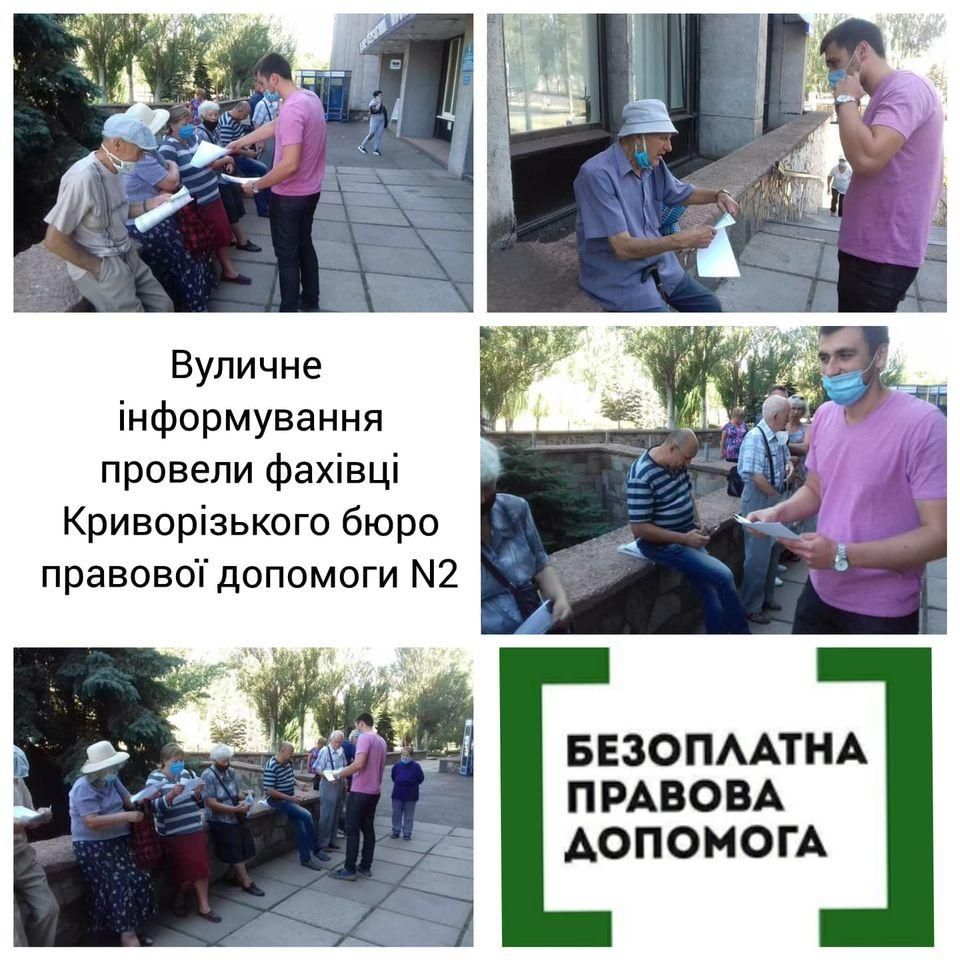 Вуличне
інформування
провели фахівці
Криворізького бюро
правової допомоги N2
БЕЗОПЛАТНА
ПРАВОВА
ДОПОМОГА